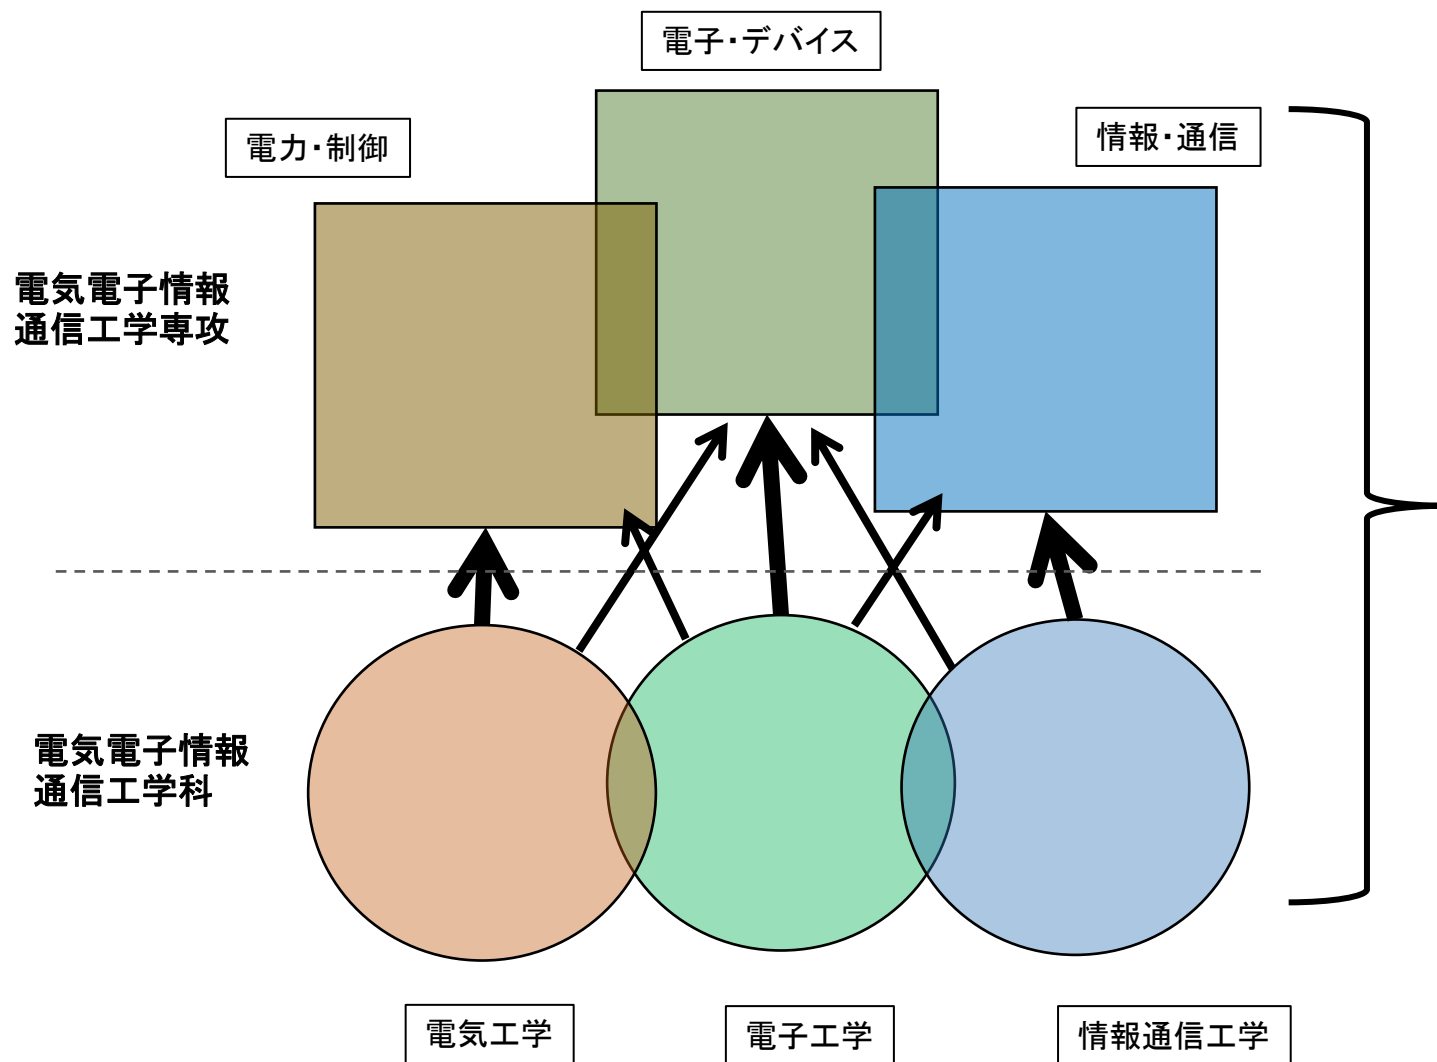 電子・デバイス
電力・制御
情報・通信
電気電子情報
通信工学専攻
電気電子情報
通信工学科
電気工学
電子工学
情報通信工学